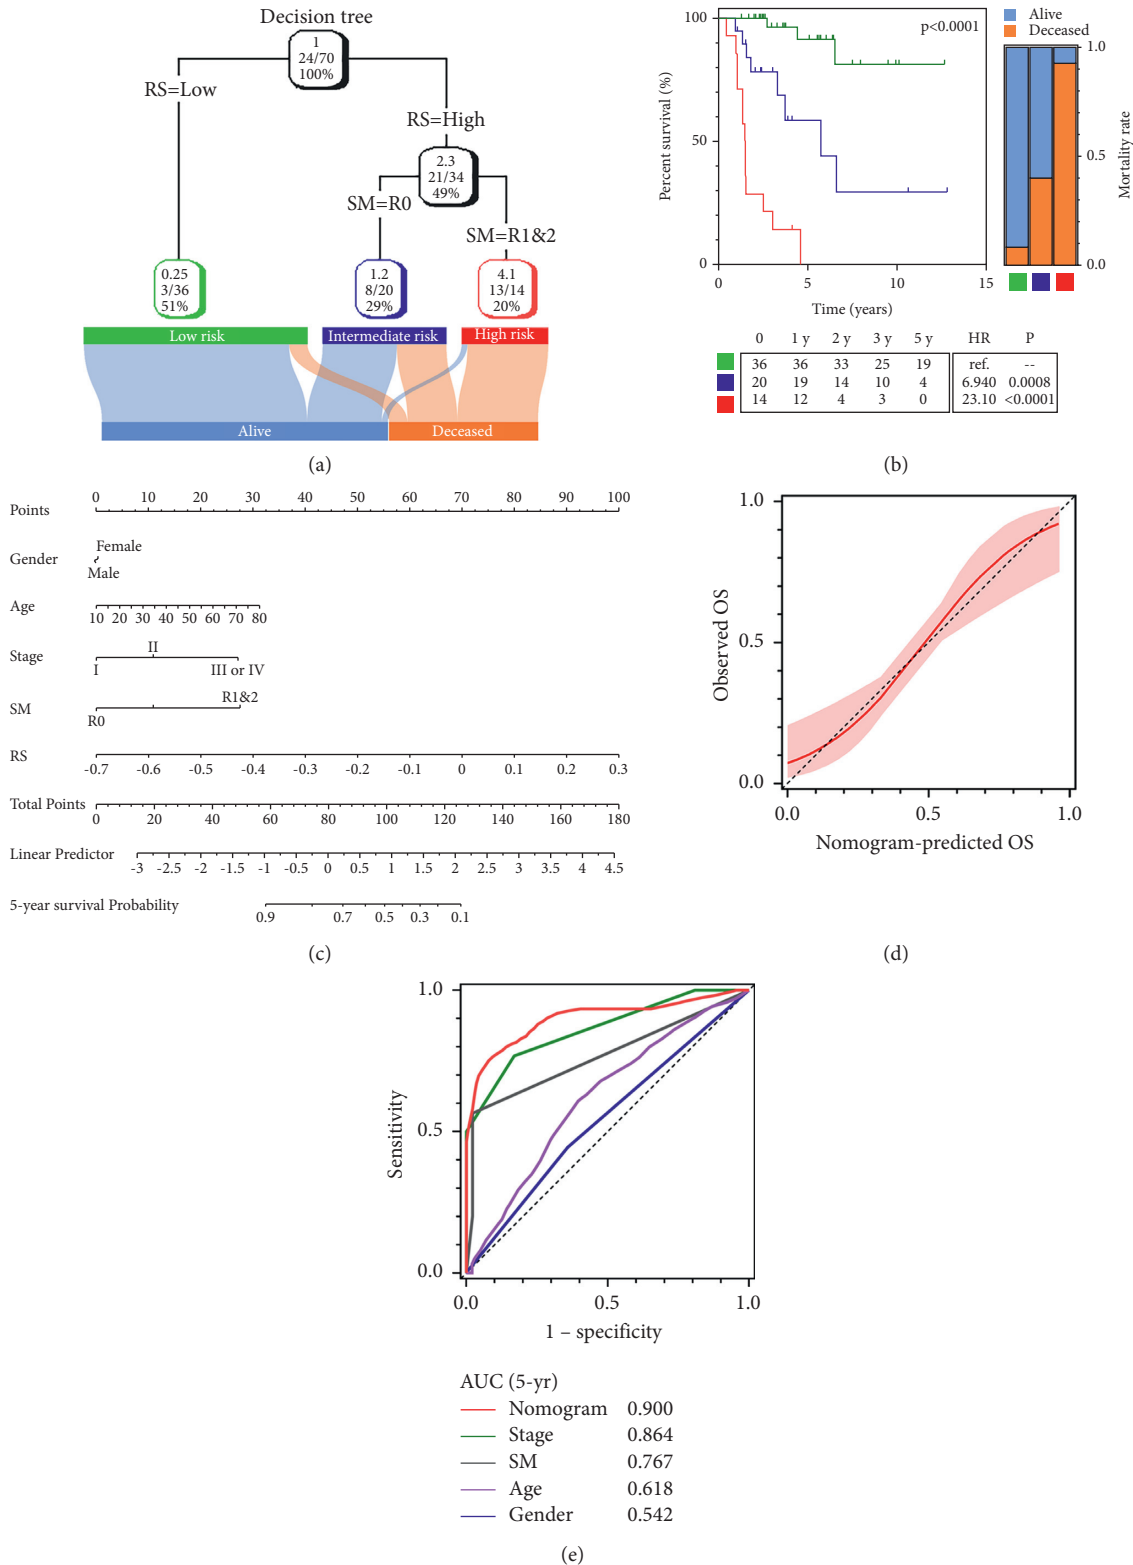 Decision tree
1
24/70
100%
RS=Low
RS=High
2.3
21/34
49%
SM=R0
SM=R1&2
0.25
3/36
51%
1.2
8/20
29%
4.1
13/14
20%
Low risk
Intermediate risk
High risk
Alive
Deceased
(a)
100
50
0
Percent survival (%)
p<0.0001
0 5 10 15
Time (years)
Alive
Deceased
1.0
0.5
0.0
Mortality rate
0 1 y 2 y 3 y 5 y HR P
36 36 33 25 19 ref. --
20 19 14 10 4 6.940 0.0008
14 12 4 3 0 23.10 <0.0001
(b)
Points
0 10 20 30 40 50 60 70 80 90 100
Gender
Female
Male
Age
10 20 30 40 50 60 70 80
Stage
II
I
III or IV
SM
R1&2
R0
RS
-0.7 -0.6 -0.5 -0.4 -0.3 -0.2 -0.1 0 0.1 0.2 0.3
Total Points
0 20 40 60 80 100 120 140 160 180
Linear Predictor
-3 -2.5 -2 -1.5 -1 -0.5 0 0.5 1 1.5 2 2.5 3 3.5 4 4.5
5-year survival Probability
0.9 0.7 0.5 0.3 0.1
(c)
1.0
0.5
0.0
Observed OS
0.0 0.5 1.0
Nomogram-predicted OS
(d)
1.0
0.5
0.0
Sensitivity
0.0 0.5 1.0
1 – specificity
AUC (5-yr)
Nomogram 0.900
Stage 0.864
SM 0.767
Age 0.618
Gender 0.542
(e)